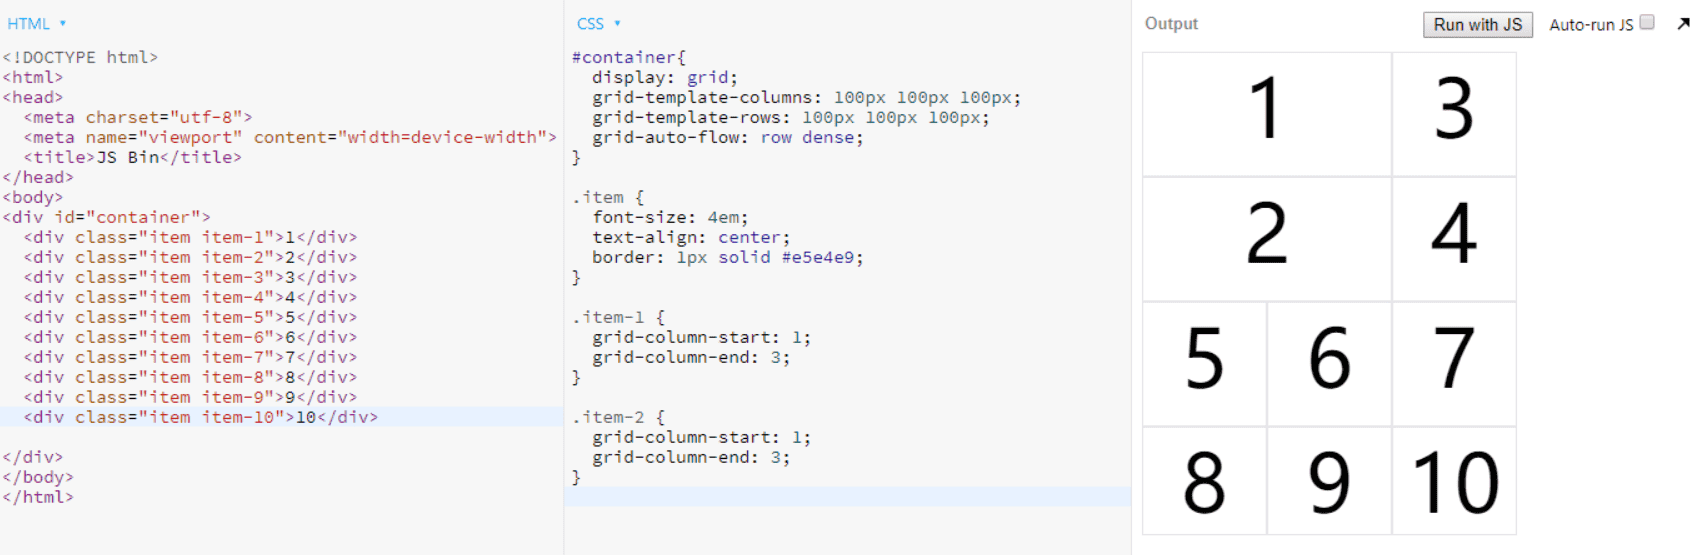 HTML ▾
<!DOCTYPE html>
<html>
<head>
  <meta charset="utf-8">
  <meta name="viewport" content="width=device-width">
  <title>JS Bin</title>
</head>
<body>
<div id="container">
  <div class="item item-1">1</div>
  <div class="item item-2">2</div>
  <div class="item item-3">3</div>
  <div class="item item-4">4</div>
  <div class="item item-5">5</div>
  <div class="item item-6">6</div>
  <div class="item item-7">7</div>
  <div class="item item-8">8</div>
  <div class="item item-9">9</div>
  <div class="item item-10">10</div>
</div>
</body>
</html>
CSS ▾
#container{
  display: grid;
  grid-template-columns: 100px 100px 100px;
  grid-template-rows: 100px 100px 100px;
  grid-auto-flow: row dense;
}
.item {
  font-size: 4em;
  text-align: center;
  border: 1px solid #e5e4e9;
}
.item-1 {
  grid-column-start: 1;
  grid-column-end: 3;
}
.item-2 {
  grid-column-start: 1;
  grid-column-end: 3;
}
Output Run with JS Auto-run JS
1 3
2 4
5 6 7
8 9 10